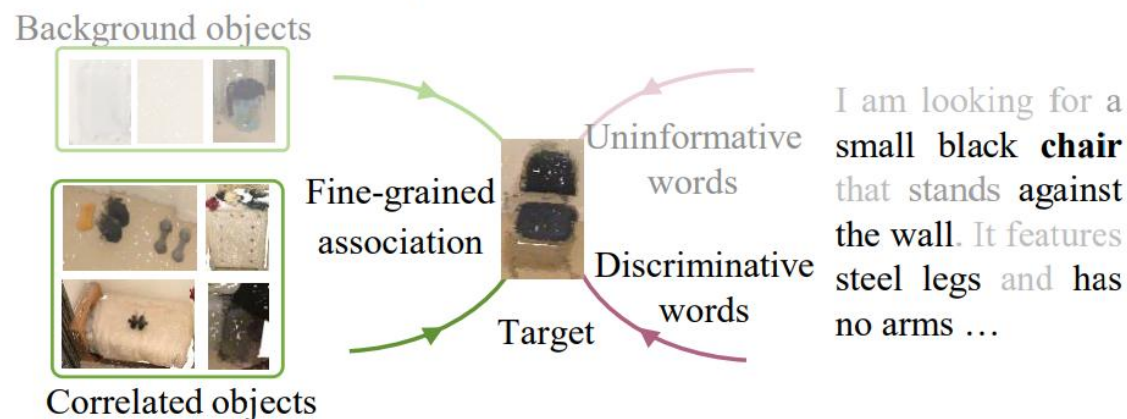 Background objects
Fine-grained
association
Correlated objects
Target
Uninformative
words
Discriminative
words
I am looking for a
small black chair
that stands against
the wall. It features
steel legs and has
no arms …